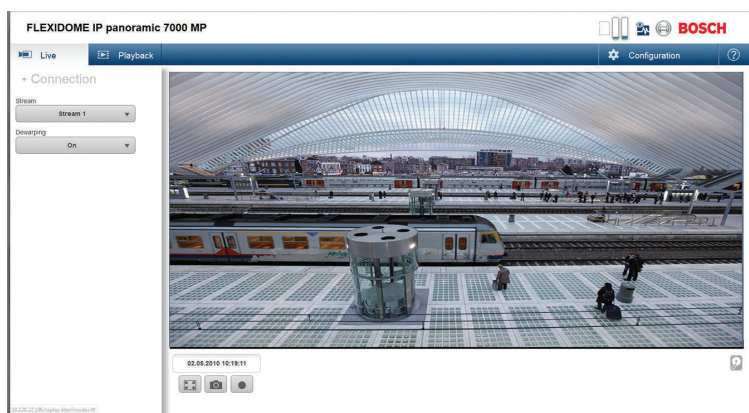 FLEXIDOME IP panoramic 7000 MP
BOSCH
Live
Playback
Configuration
?
Connection
Stream
Stream 1
Dewarping
On
02.05.2010 10:19:11